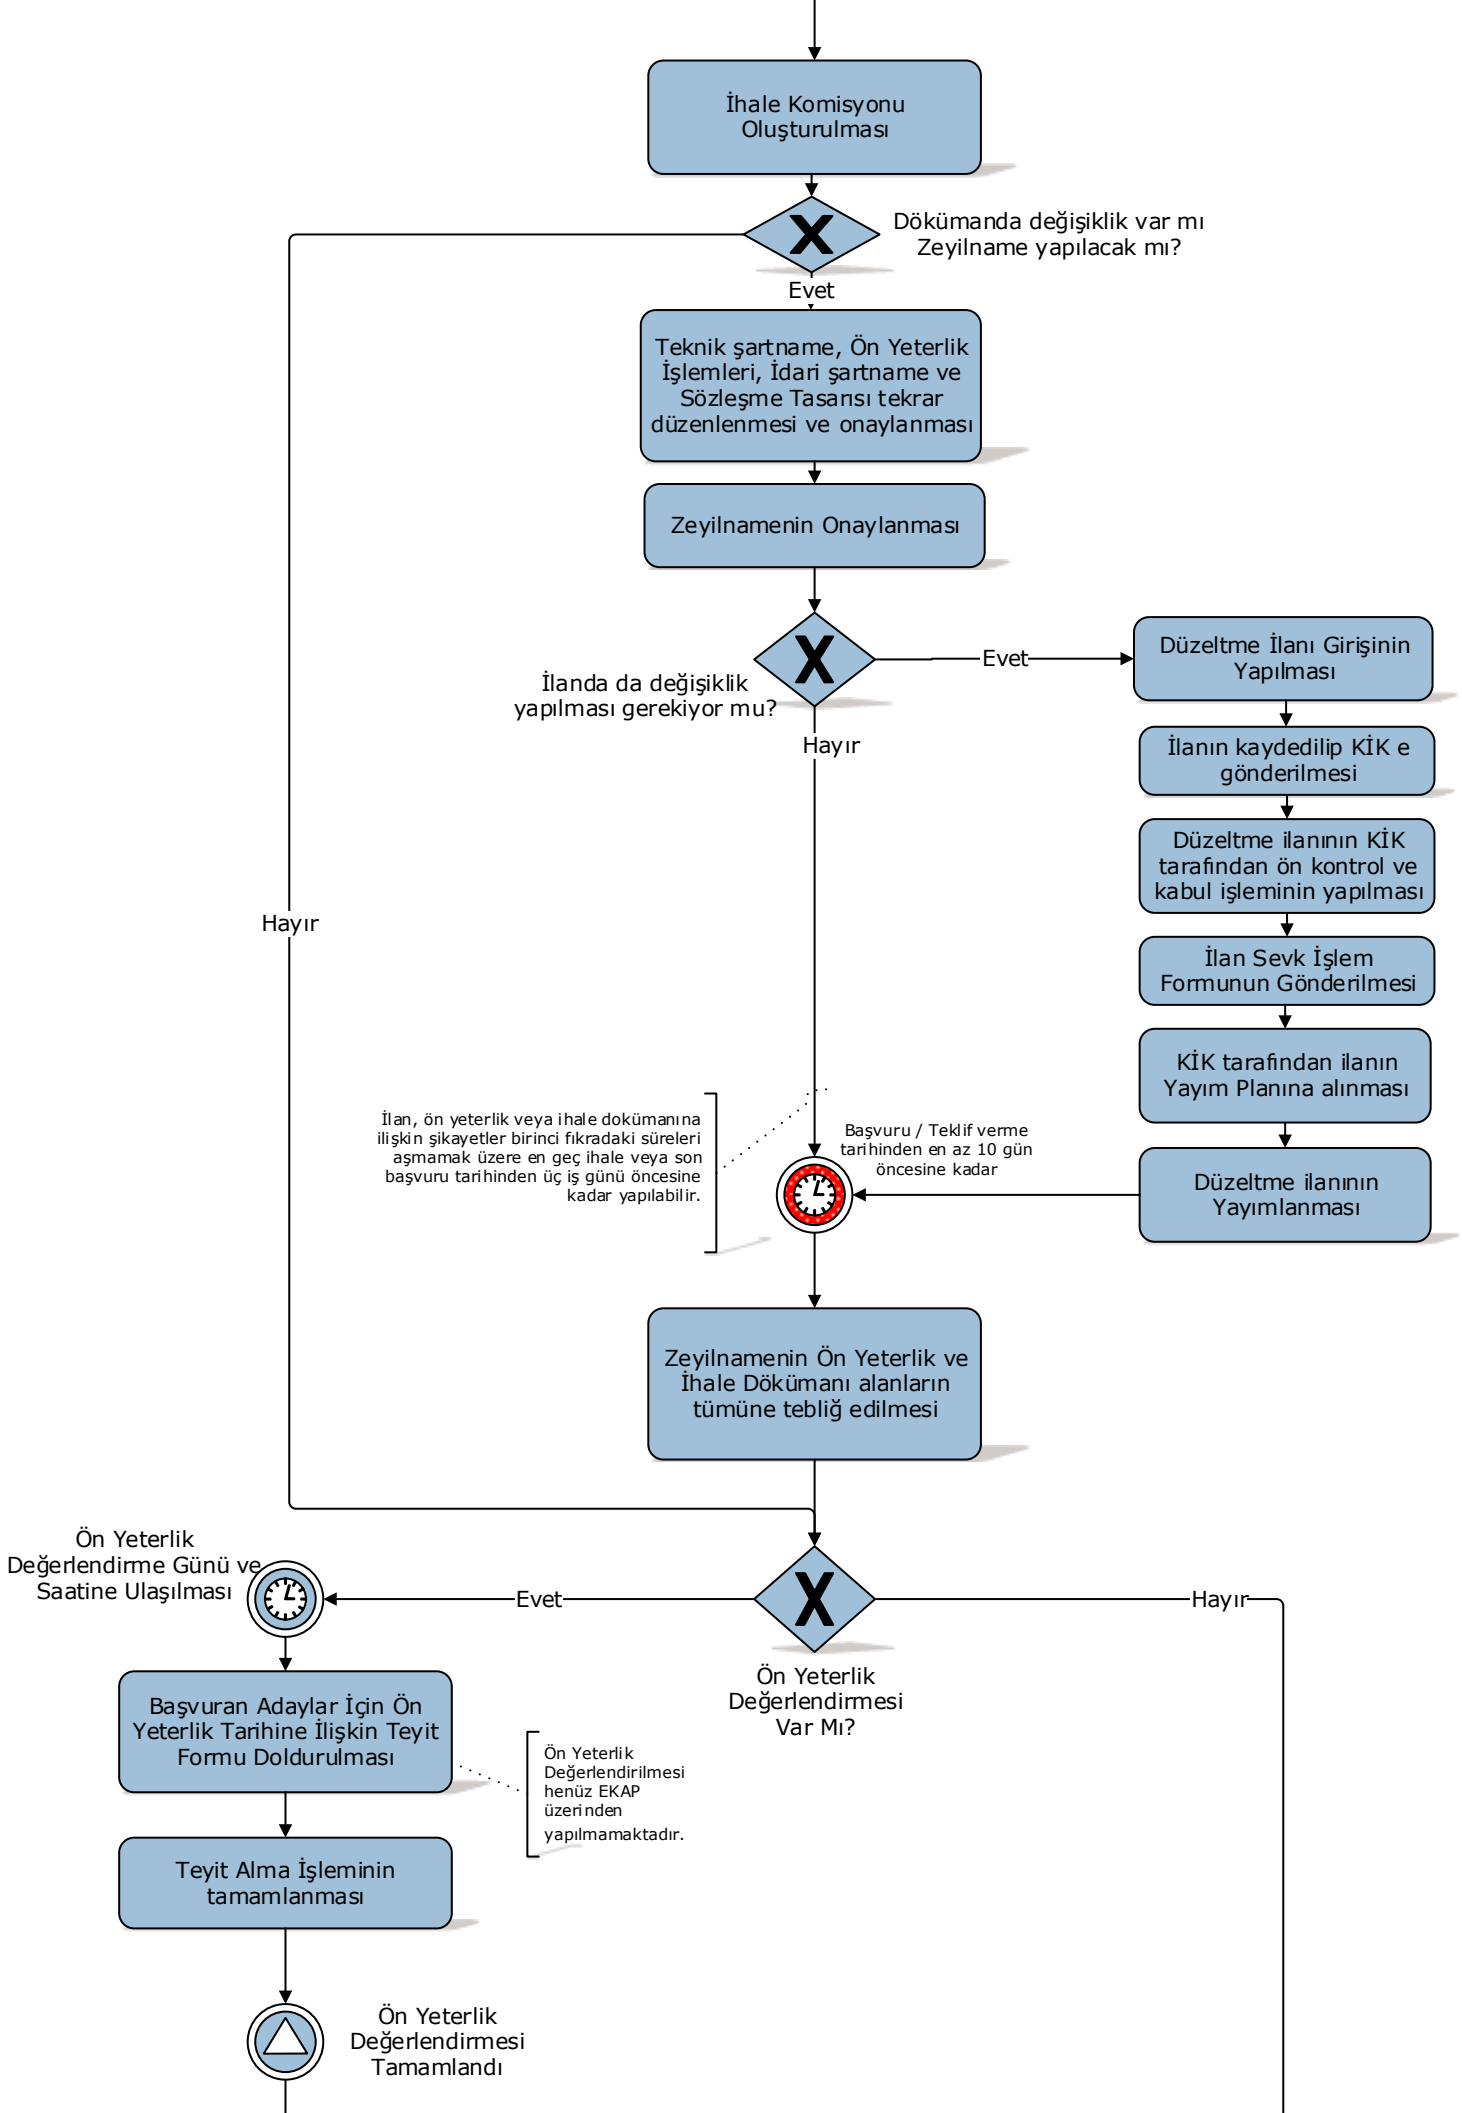 İhale Komisyonu
Oluşturulması
Dökümanda değişiklik var mı
Zeyilname yapılacak mı?
Evet
Teknik şartname, Ön Yeterlik
İşlemleri, İdari şartname ve
Sözleşme Tasarısı tekrar
düzenlenmesi ve onaylanması
Zeyilnamenin Onaylanması
İlanda da değişiklik
yapılması gerekiyor mu?
Evet
Düzeltme İlanı Girişinin
Yapılması
Hayır
İlanın kaydedilip KİK e
gönderilmesi
Düzeltme ilanının KİK
tarafından ön kontrol ve
kabul işleminin yapılması
Hayır
İlan Sevk İşlem
Formunun Gönderilmesi
KİK tarafından ilanın
Yayım Planına alınması
İlan, ön yeterlik veya ihale dokümanına
ilişkin şikayetler birinci fıkradaki süreleri
aşmamak üzere en geç ihale veya son
başvuru tarihinden üç iş günü öncesine
kadar yapılabilir.
Başvuru / Teklif verme
tarihinden en az 10 gün
öncesine kadar
Düzeltme ilanının
Yayımlanması
Zeyilnamenin Ön Yeterlik ve
İhale Dökümanı alanların
tümüne tebliğ edilmesi
Ön Yeterlik
Değerlendirme Günü ve
Saatine Ulaşılması
Evet
Hayır
Ön Yeterlik
Değerlendirmesi
Var Mı?
Başvuran Adaylar İçin Ön
Yeterlik Tarihine İlişkin Teyit
Formu Doldurulması
Ön Yeterlik
Değerlendirilmesi
henüz EKAP
üzerinden
yapılmamaktadır.
Teyit Alma İşleminin
tamamlanması
Ön Yeterlik
Değerlendirmesi
Tamamlandı